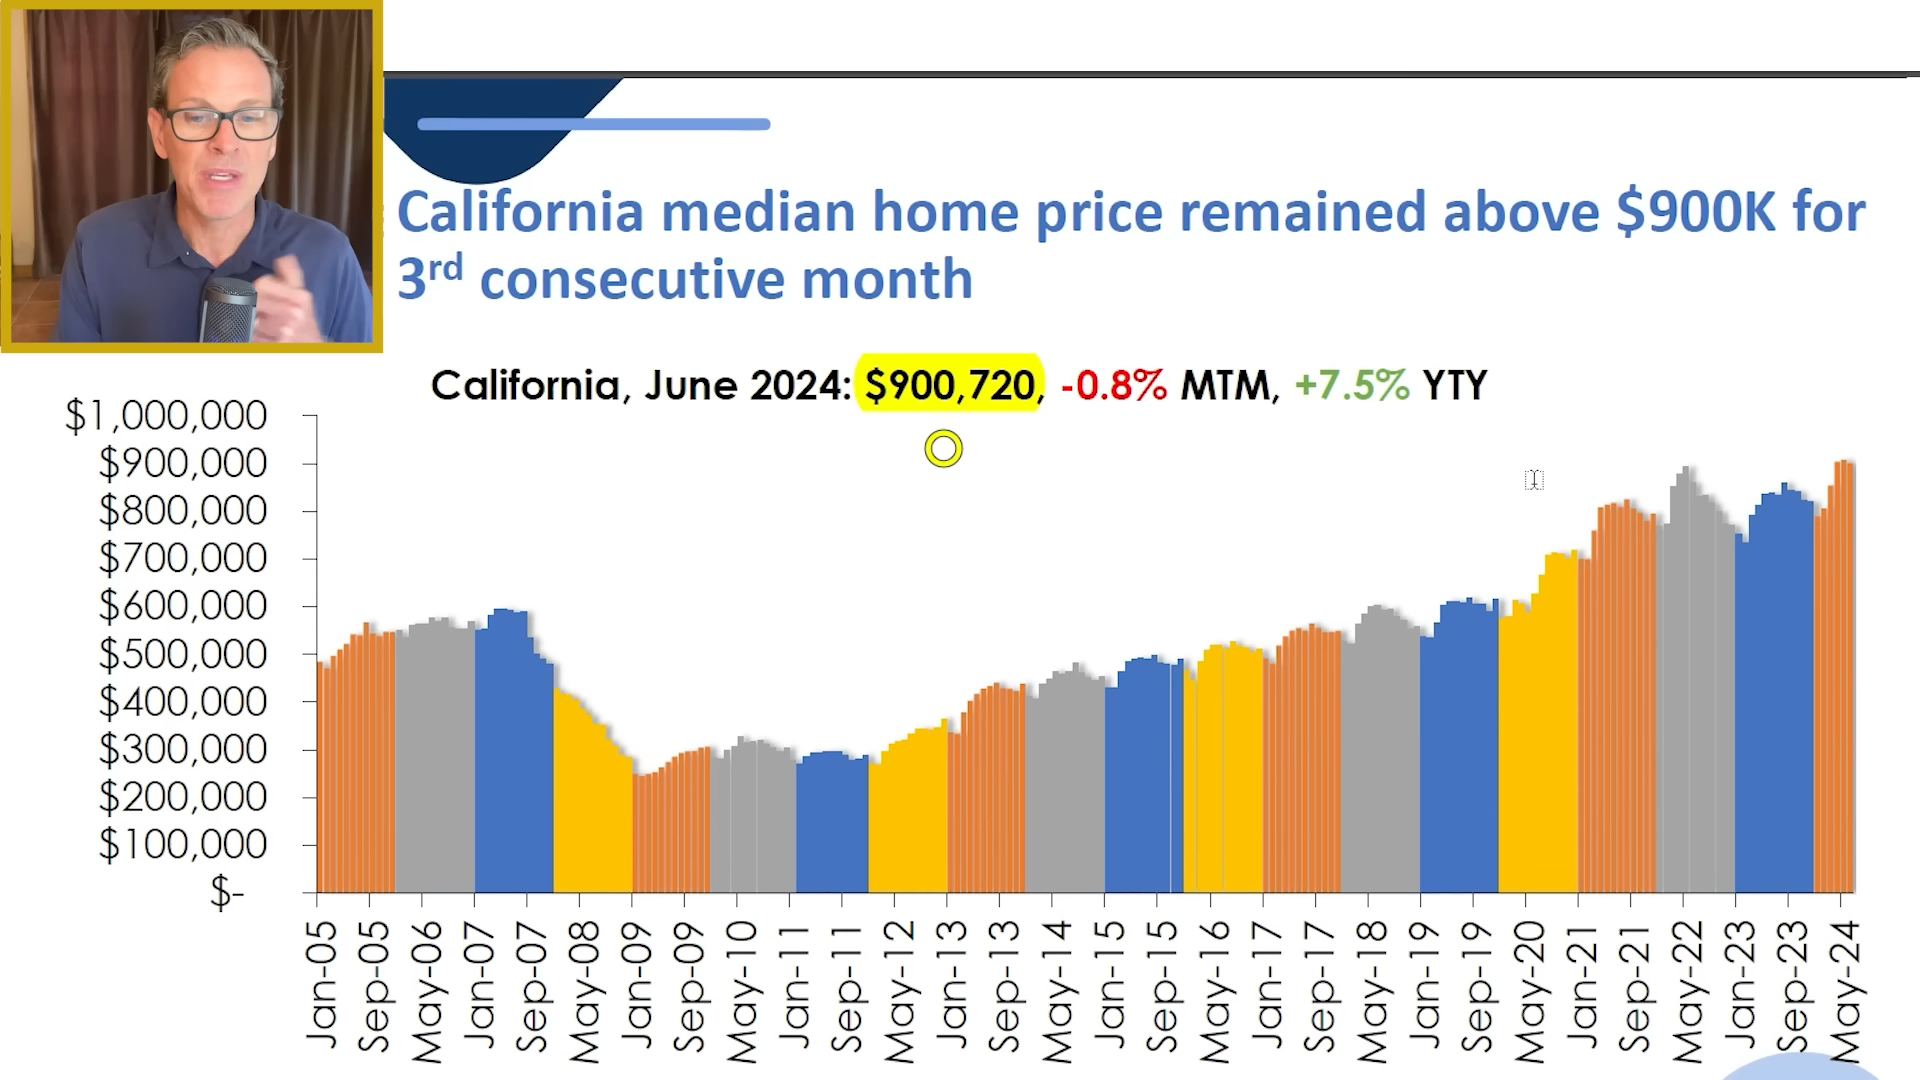 California median home price remained above $900K for
3rd consecutive month
California, June 2024: $900,720, -0.8% MTM, +7.5% YTY
$1,000,000
$900,000
$800,000
$700,000
$600,000
$500,000
$400,000
$300,000
$200,000
$100,000
$-
Jan-05
Sep-05
May-06
Jan-07
Sep-07
May-08
Jan-09
Sep-09
May-10
Jan-11
Sep-11
May-12
Jan-13
Sep-13
May-14
Jan-15
Sep-15
May-16
Jan-17
Sep-17
May-18
Jan-19
Sep-19
May-20
Jan-21
Sep-21
May-22
Jan-23
Sep-23
May-24